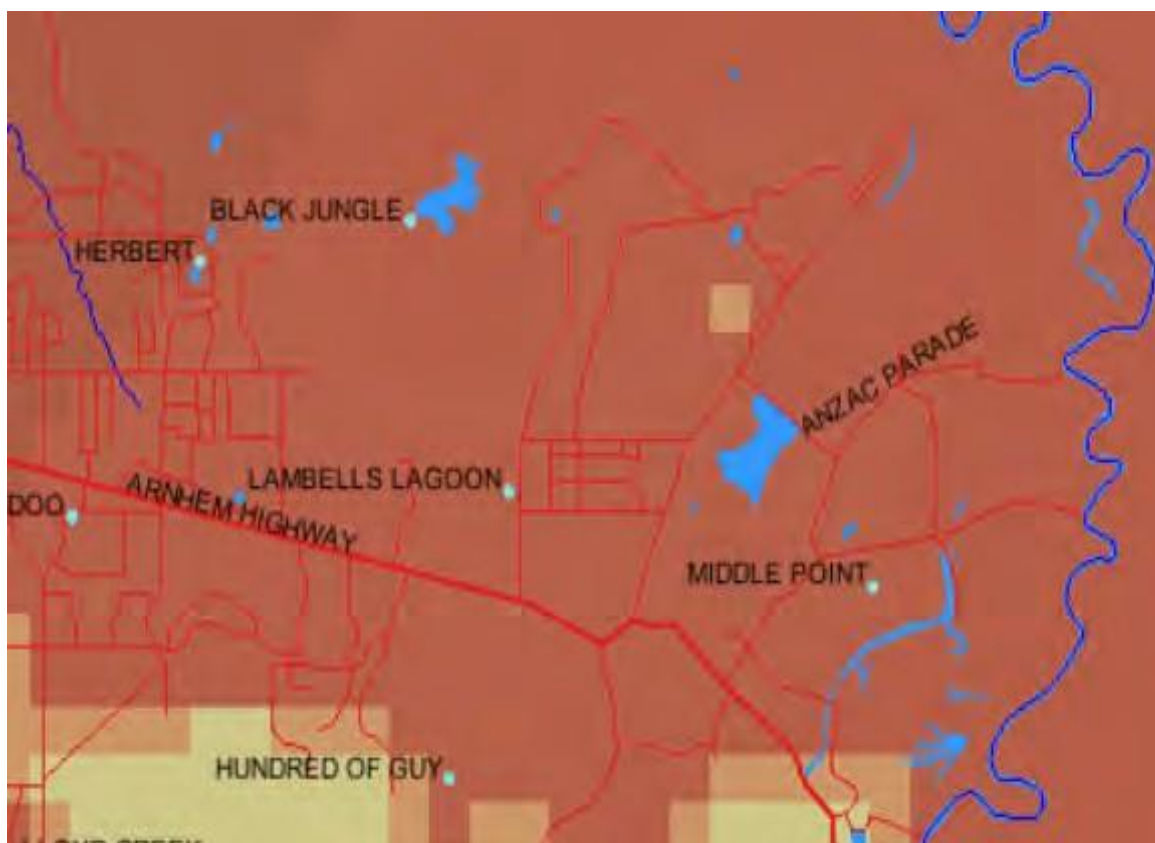 BLACK JUNGLE
HERBERT
ANZAC PARADE
LAMBELLS LAGOON
ARNHEM HIGHWAY
DOO
MIDDLE POINT
HUNDRED OF GUY